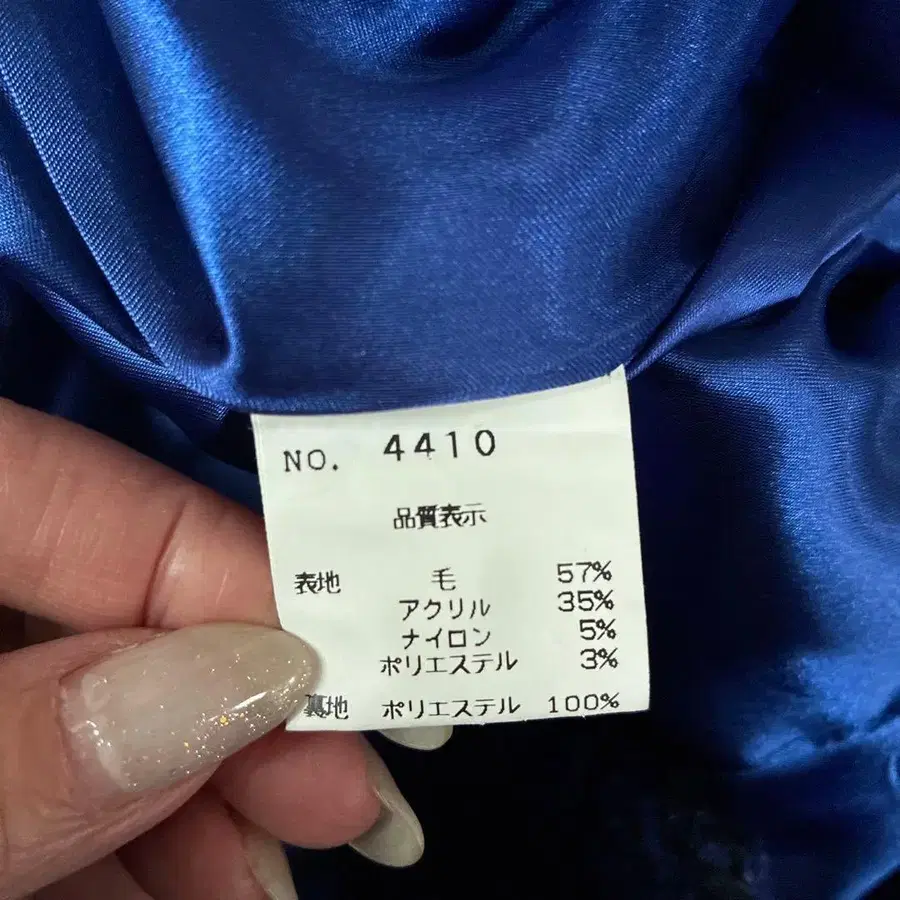 NO. 4410
品質表示
表地 毛 57%
アクリル 35%
ナイロン 5%
ポリエステル 3%
裏地 ポリエステル 100%